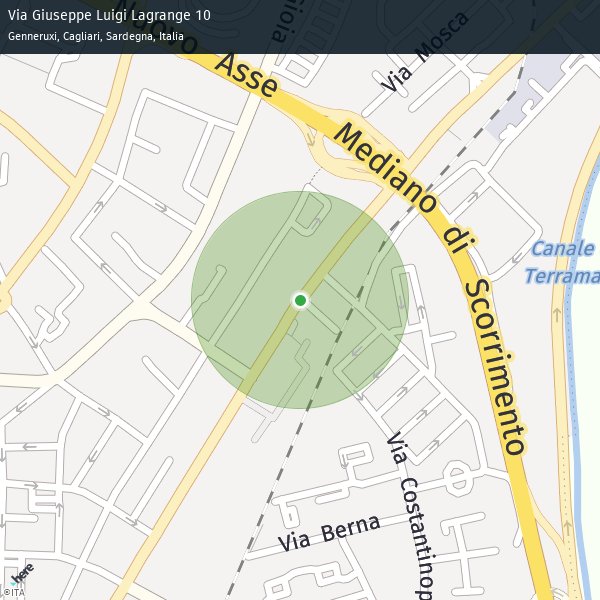 Via Giuseppe Luigi Lagrange 10
Genneruxi, Cagliari, Sardegna, Italia
Asse
Mediano di Scorrimento
Via Mosca
Canale
Terrama
Via Costantinop
Via Berna
here
©ITA